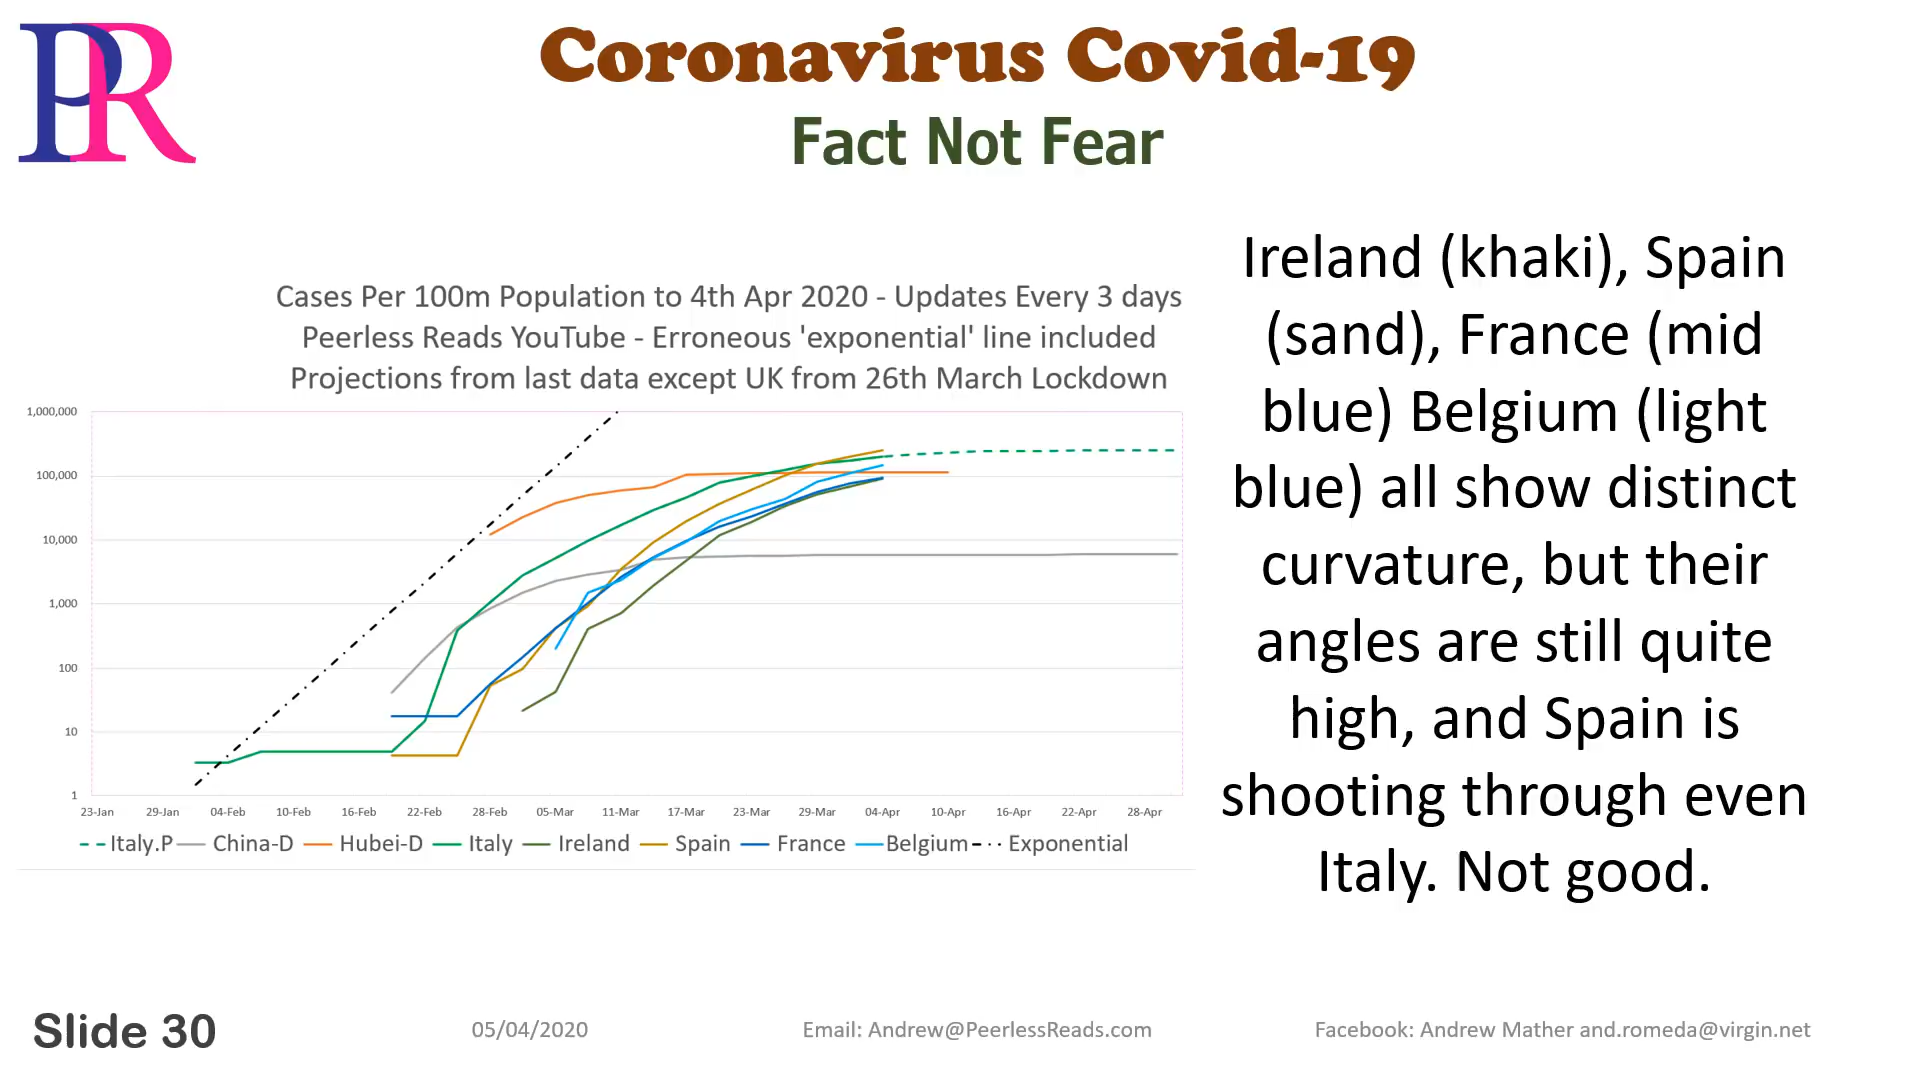 PR
Coronavirus Covid-19
Fact Not Fear
Cases Per 100m Population to 4th Apr 2020 - Updates Every 3 days
Peerless Reads YouTube - Erroneous 'exponential' line included
Projections from last data except UK from 26th March Lockdown
1,000,000
100,000
10,000
1,000
100
10
1
23-Jan 29-Jan 04-Feb 10-Feb 16-Feb 22-Feb 28-Feb 05-Mar 11-Mar 17-Mar 23-Mar 29-Mar 04-Apr 10-Apr 16-Apr 22-Apr 28-Apr
Italy.P China-D Hubei-D Italy Ireland Spain France Belgium Exponential
Ireland (khaki), Spain
(sand), France (mid
blue) Belgium (light
blue) all show distinct
curvature, but their
angles are still quite
high, and Spain is
shooting through even
Italy. Not good.
Slide 30 05/04/2020 Email: Andrew@PeerlessReads.com Facebook: Andrew Mather and.romeda@virgin.net